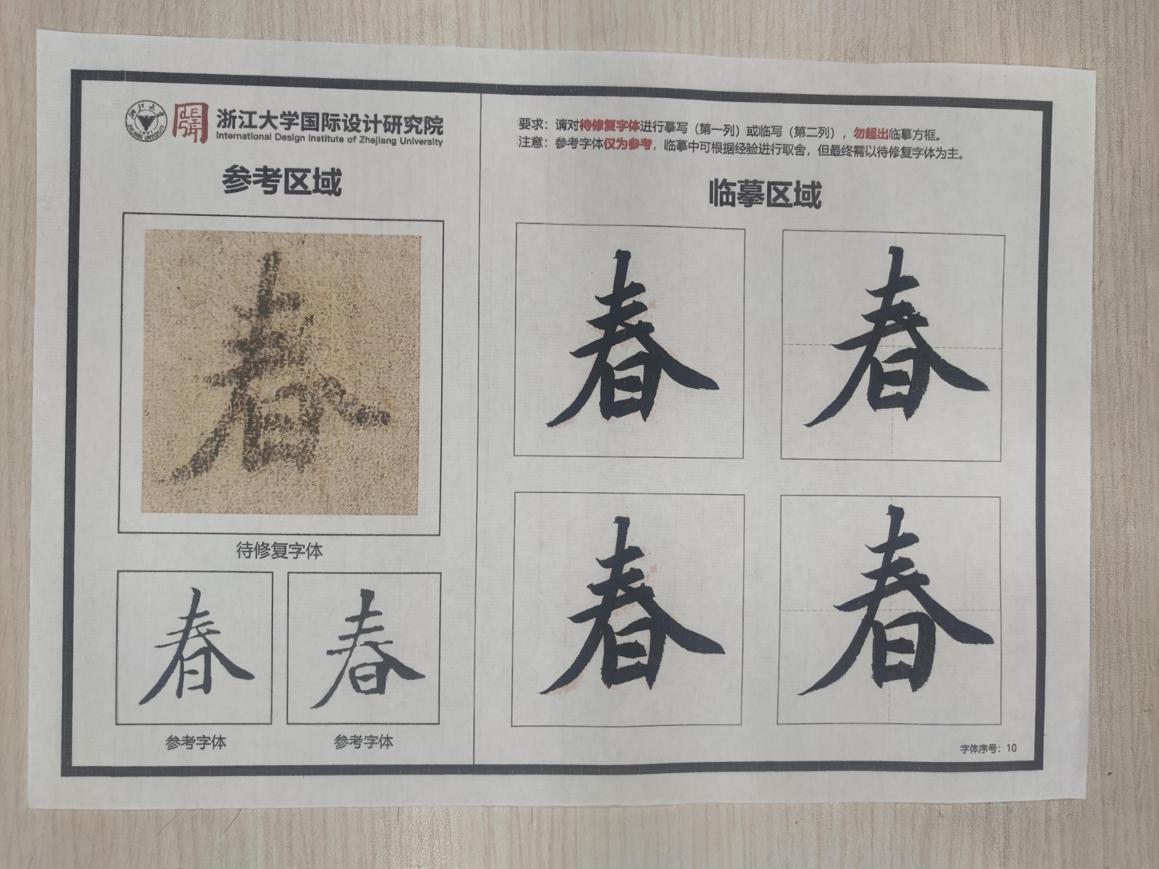 浙江大学国际设计研究院
International Design Institute of Zhejiang University
参考区域
春
待修复字体
春 春
参考字体 参考字体
要求：请对待修复字体进行摹写（第一列）或临写（第二列），勿超出临摹方框。
注意：参考字体仅为参考，临摹中可根据经验进行取舍，但最终需以待修复字体为主。
临摹区域
春 春
春 春
字体序号：10